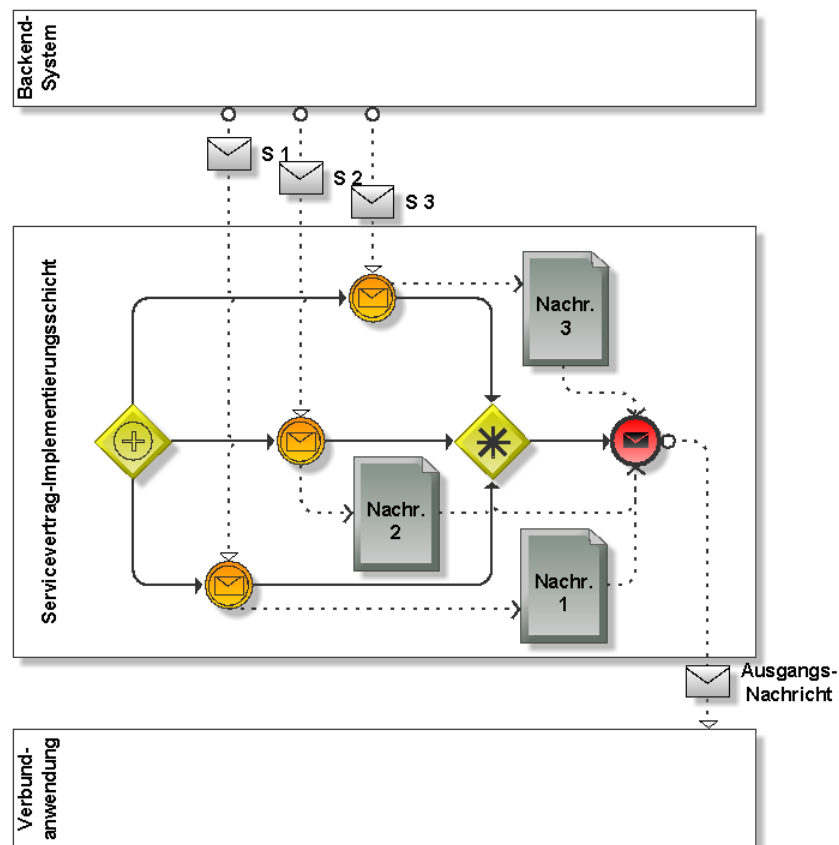 Backend-
System
S 1
S 2
S 3
Servicevertrag-Implementierungsschicht
Nachr.
3
Nachr.
2
Nachr.
1
Ausgangs-
Nachricht
Verbund-
anwendung